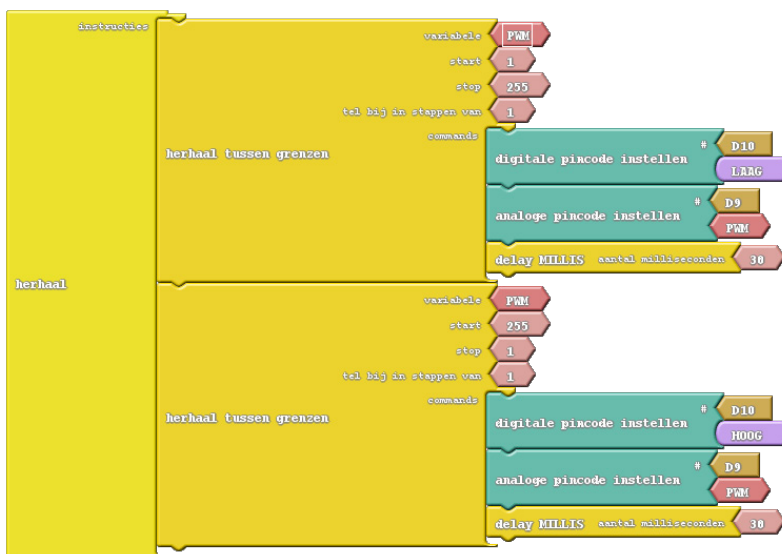 instructies
variabele PWM
start 1
stop 255
tel bij in stappen van 1
commands
herhaal tussen grenzen
digitale pincode instellen # D10
LAAG
analoge pincode instellen # D9
PWM
delay MILLIS aantal milliseconden 30
herhaal
variabele PWM
start 255
stop 1
tel bij in stappen van 1
commands
herhaal tussen grenzen
digitale pincode instellen # D10
HOOG
analoge pincode instellen # D9
PWM
delay MILLIS aantal milliseconden 30